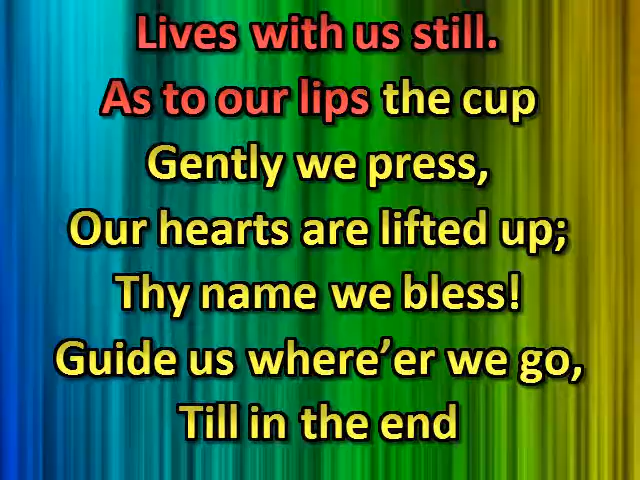 Lives with us still.
As to our lips the cup
Gently we press,
Our hearts are lifted up;
Thy name we bless!
Guide us where’er we go,
Till in the end